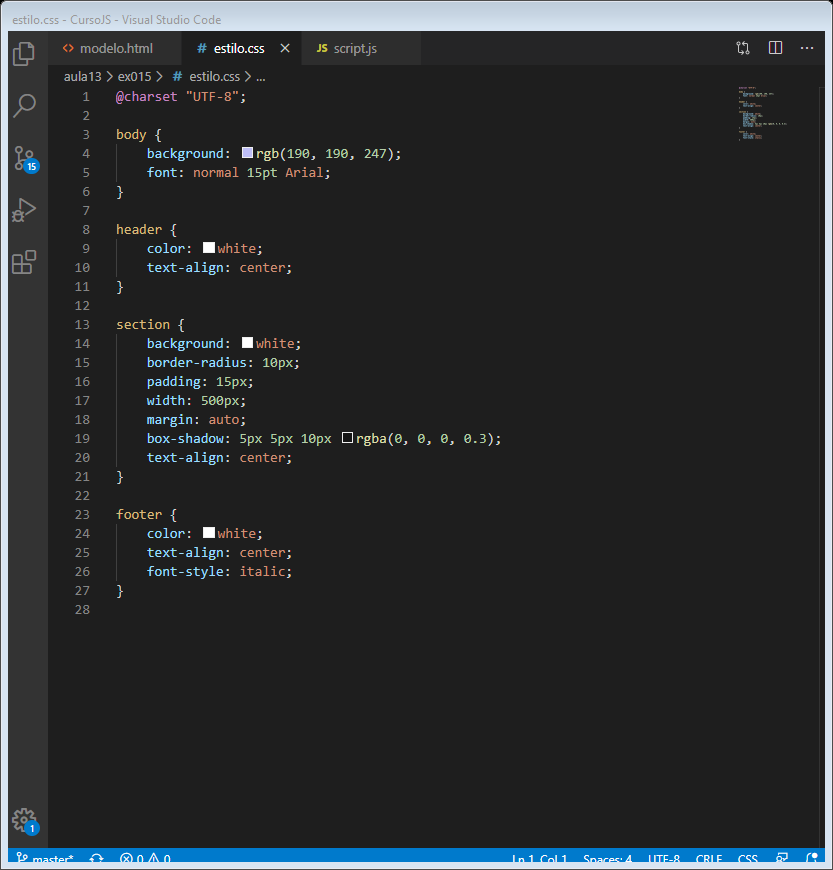 estilo.css - CursoJS - Visual Studio Code
<> modelo.html # estilo.css × JS script.js ···
aula13 > ex015 > # estilo.css > ...
1 @charset "UTF-8";
2
3 body {
4 background: rgb(190, 190, 247);
5 font: normal 15pt Arial;
6 }
7
8 header {
9 color: white;
10 text-align: center;
11 }
12
13 section {
14 background: white;
15 border-radius: 10px;
16 padding: 15px;
17 width: 500px;
18 margin: auto;
19 box-shadow: 5px 5px 10px rgba(0, 0, 0, 0.3);
20 text-align: center;
21 }
22
23 footer {
24 color: white;
25 text-align: center;
26 font-style: italic;
27 }
28
15
1
master* 0 0 Ln 1, Col 1 Spaces: 4 UTF-8 CRLF CSS